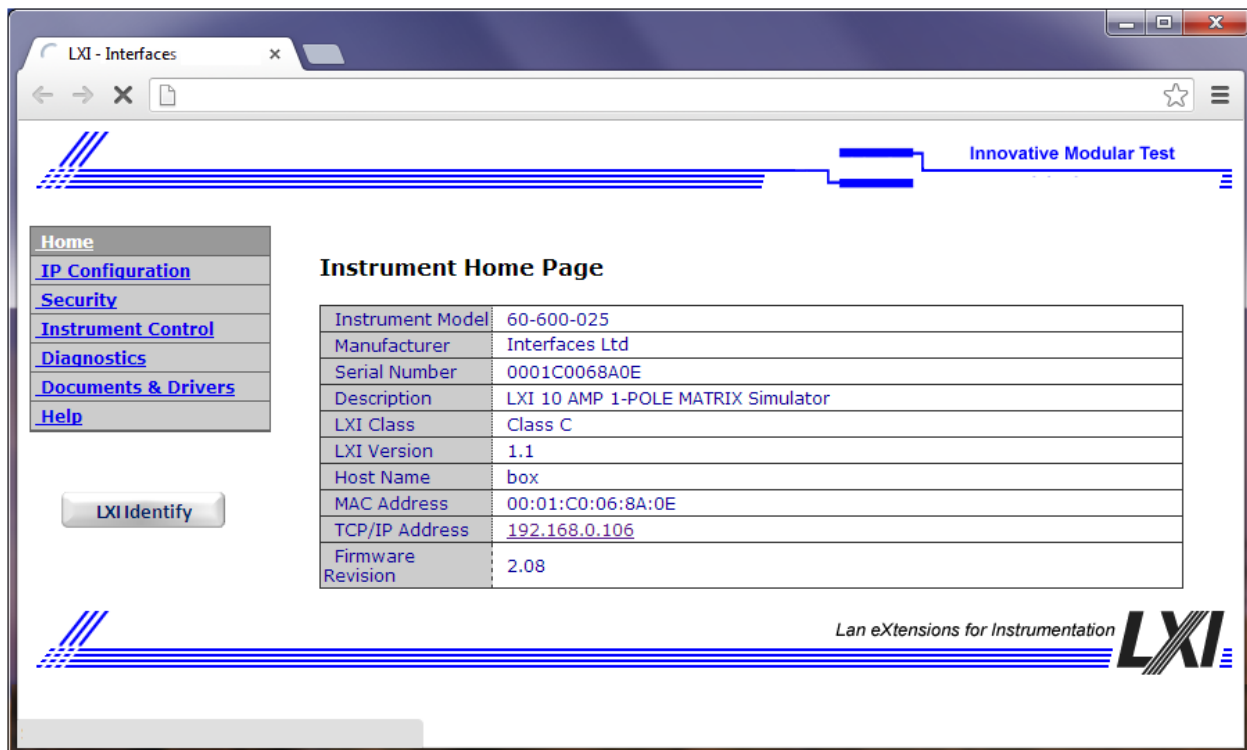 LXI - Interfaces
Innovative Modular Test
Home
IP Configuration
Security
Instrument Control
Diagnostics
Documents & Drivers
Help
LXI Identify
Instrument Home Page
Instrument Model 60-600-025
Manufacturer Interfaces Ltd
Serial Number 0001C0068A0E
Description LXI 10 AMP 1-POLE MATRIX Simulator
LXI Class Class C
LXI Version 1.1
Host Name box
MAC Address 00:01:C0:06:8A:0E
TCP/IP Address 192.168.0.106
Firmware
Revision 2.08
Lan eXtensions for Instrumentation
LXI